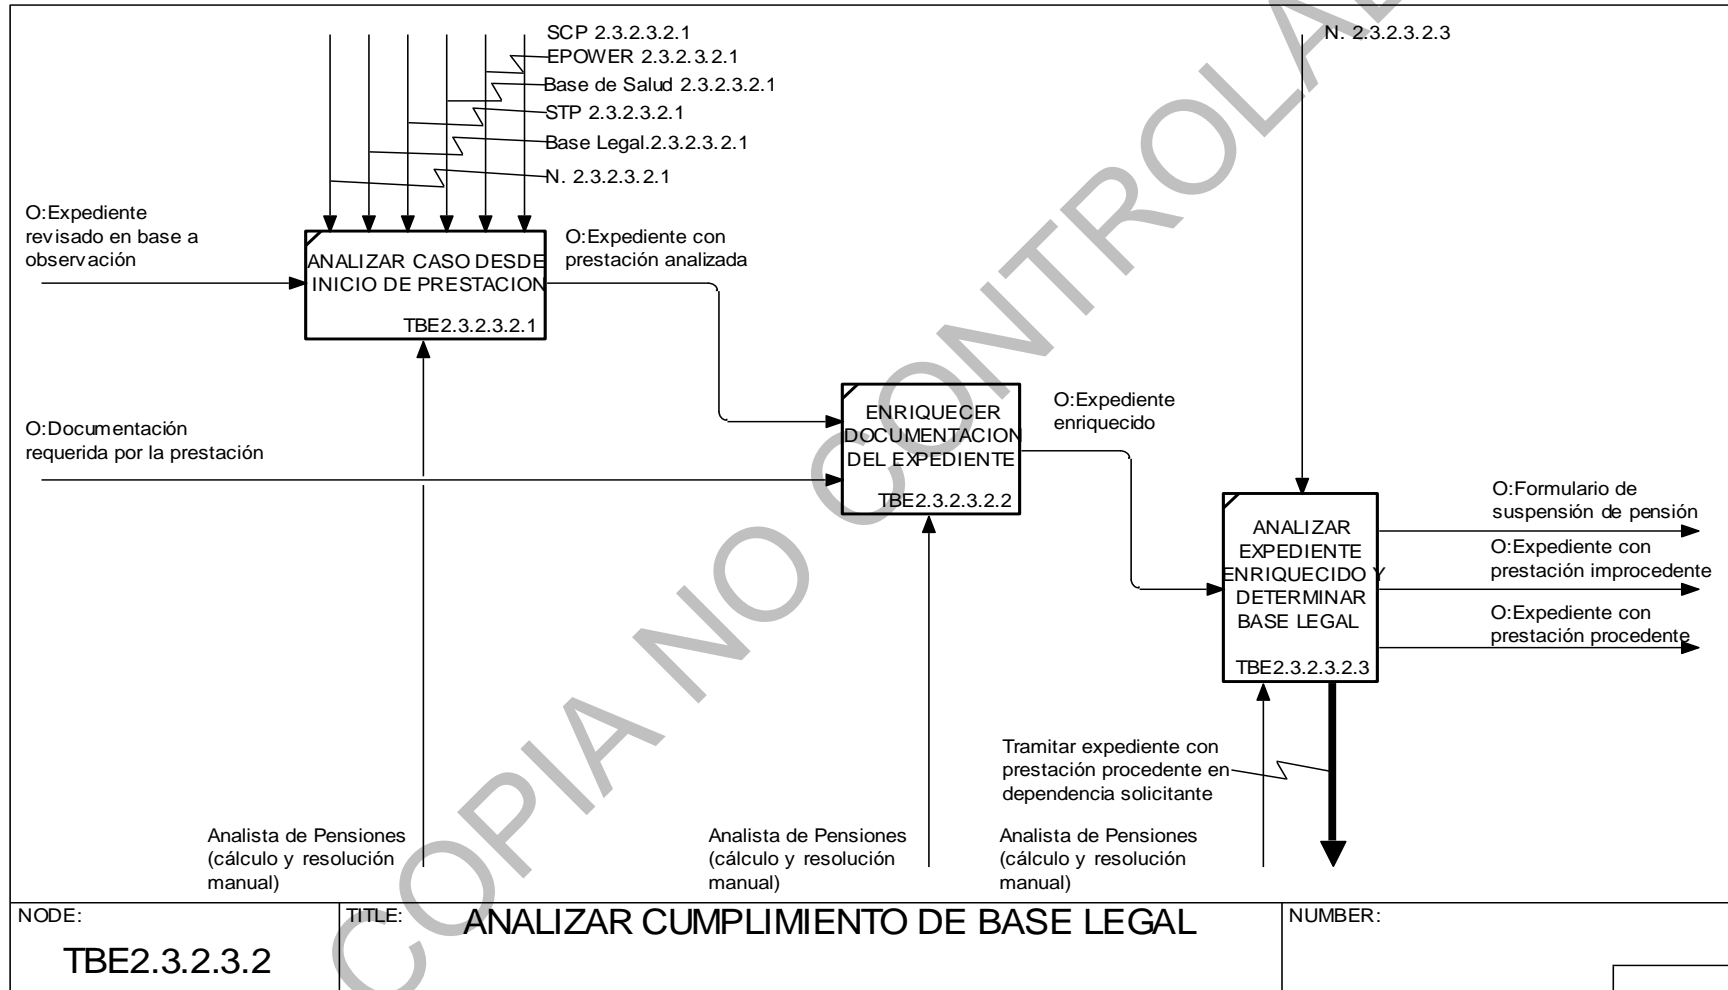 SCP 2.3.2.3.2.1
EPOWER 2.3.2.3.2.1
Base de Salud 2.3.2.3.2.1
STP 2.3.2.3.2.1
Base Legal.2.3.2.3.2.1
N. 2.3.2.3.2.1
N. 2.3.2.3.2.3
O:Expediente
revisado en base a
observación
ANALIZAR CASO DESDE
INICIO DE PRESTACION
TBE2.3.2.3.2.1
O:Expediente con
prestación analizada
O:Documentación
requerida por la prestación
ENRIQUECER
DOCUMENTACION
DEL EXPEDIENTE
TBE2.3.2.3.2.2
O:Expediente
enriquecido
ANALIZAR
EXPEDIENTE
ENRIQUECIDO Y
DETERMINAR
BASE LEGAL
TBE2.3.2.3.2.3
O:Formulario de
suspensión de pensión
O:Expediente con
prestación improcedente
O:Expediente con
prestación procedente
Tramitar expediente con
prestación procedente en
dependencia solicitante
Analista de Pensiones
(cálculo y resolución
manual)
Analista de Pensiones
(cálculo y resolución
manual)
Analista de Pensiones
(cálculo y resolución
manual)
COPIA NO CONTROLA
NODE:
TBE2.3.2.3.2
TITLE:
ANALIZAR CUMPLIMIENTO DE BASE LEGAL
NUMBER: